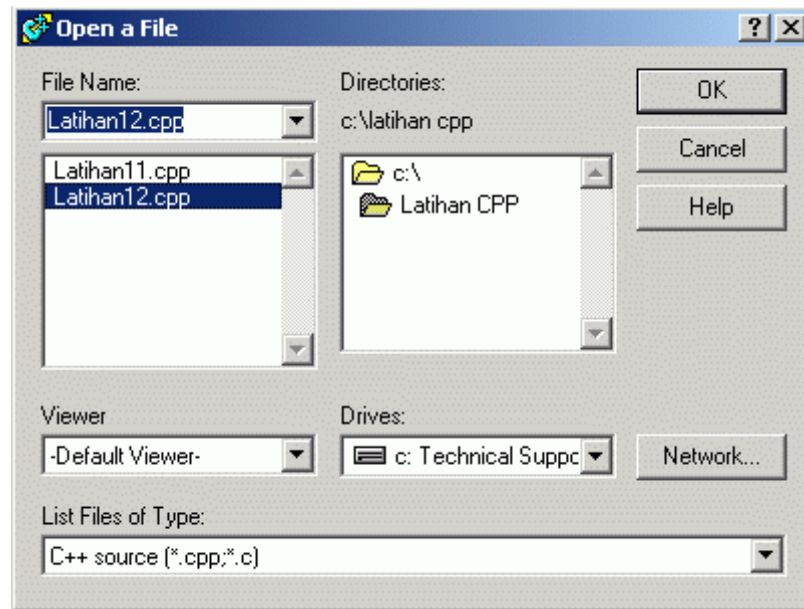 Open a File
File Name:
Latihan12.cpp
Latihan11.cpp
Latihan12.cpp
Directories:
c:\latihan cpp
c:\
Latihan CPP
OK
Cancel
Help
Viewer
-Default Viewer-
Drives:
c: Technical Suppc
Network...
List Files of Type:
C++ source (*.cpp;*.c)